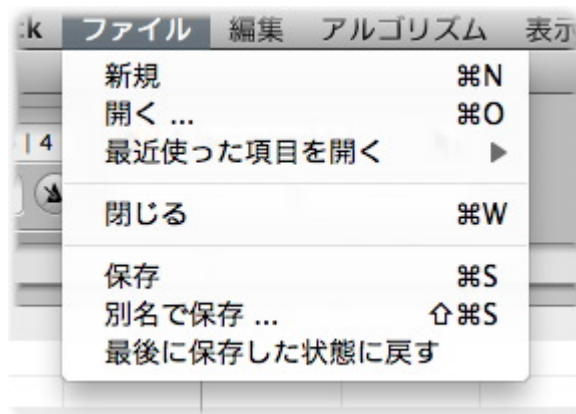 k ファイル 編集 アルゴリズム 表示
新規 ⌘N
開く ... ⌘O
最近使った項目を開く ▶
| 4
閉じる ⌘W
保存 ⌘S
別名で保存 ... ⇧⌘S
最後に保存した状態に戻す